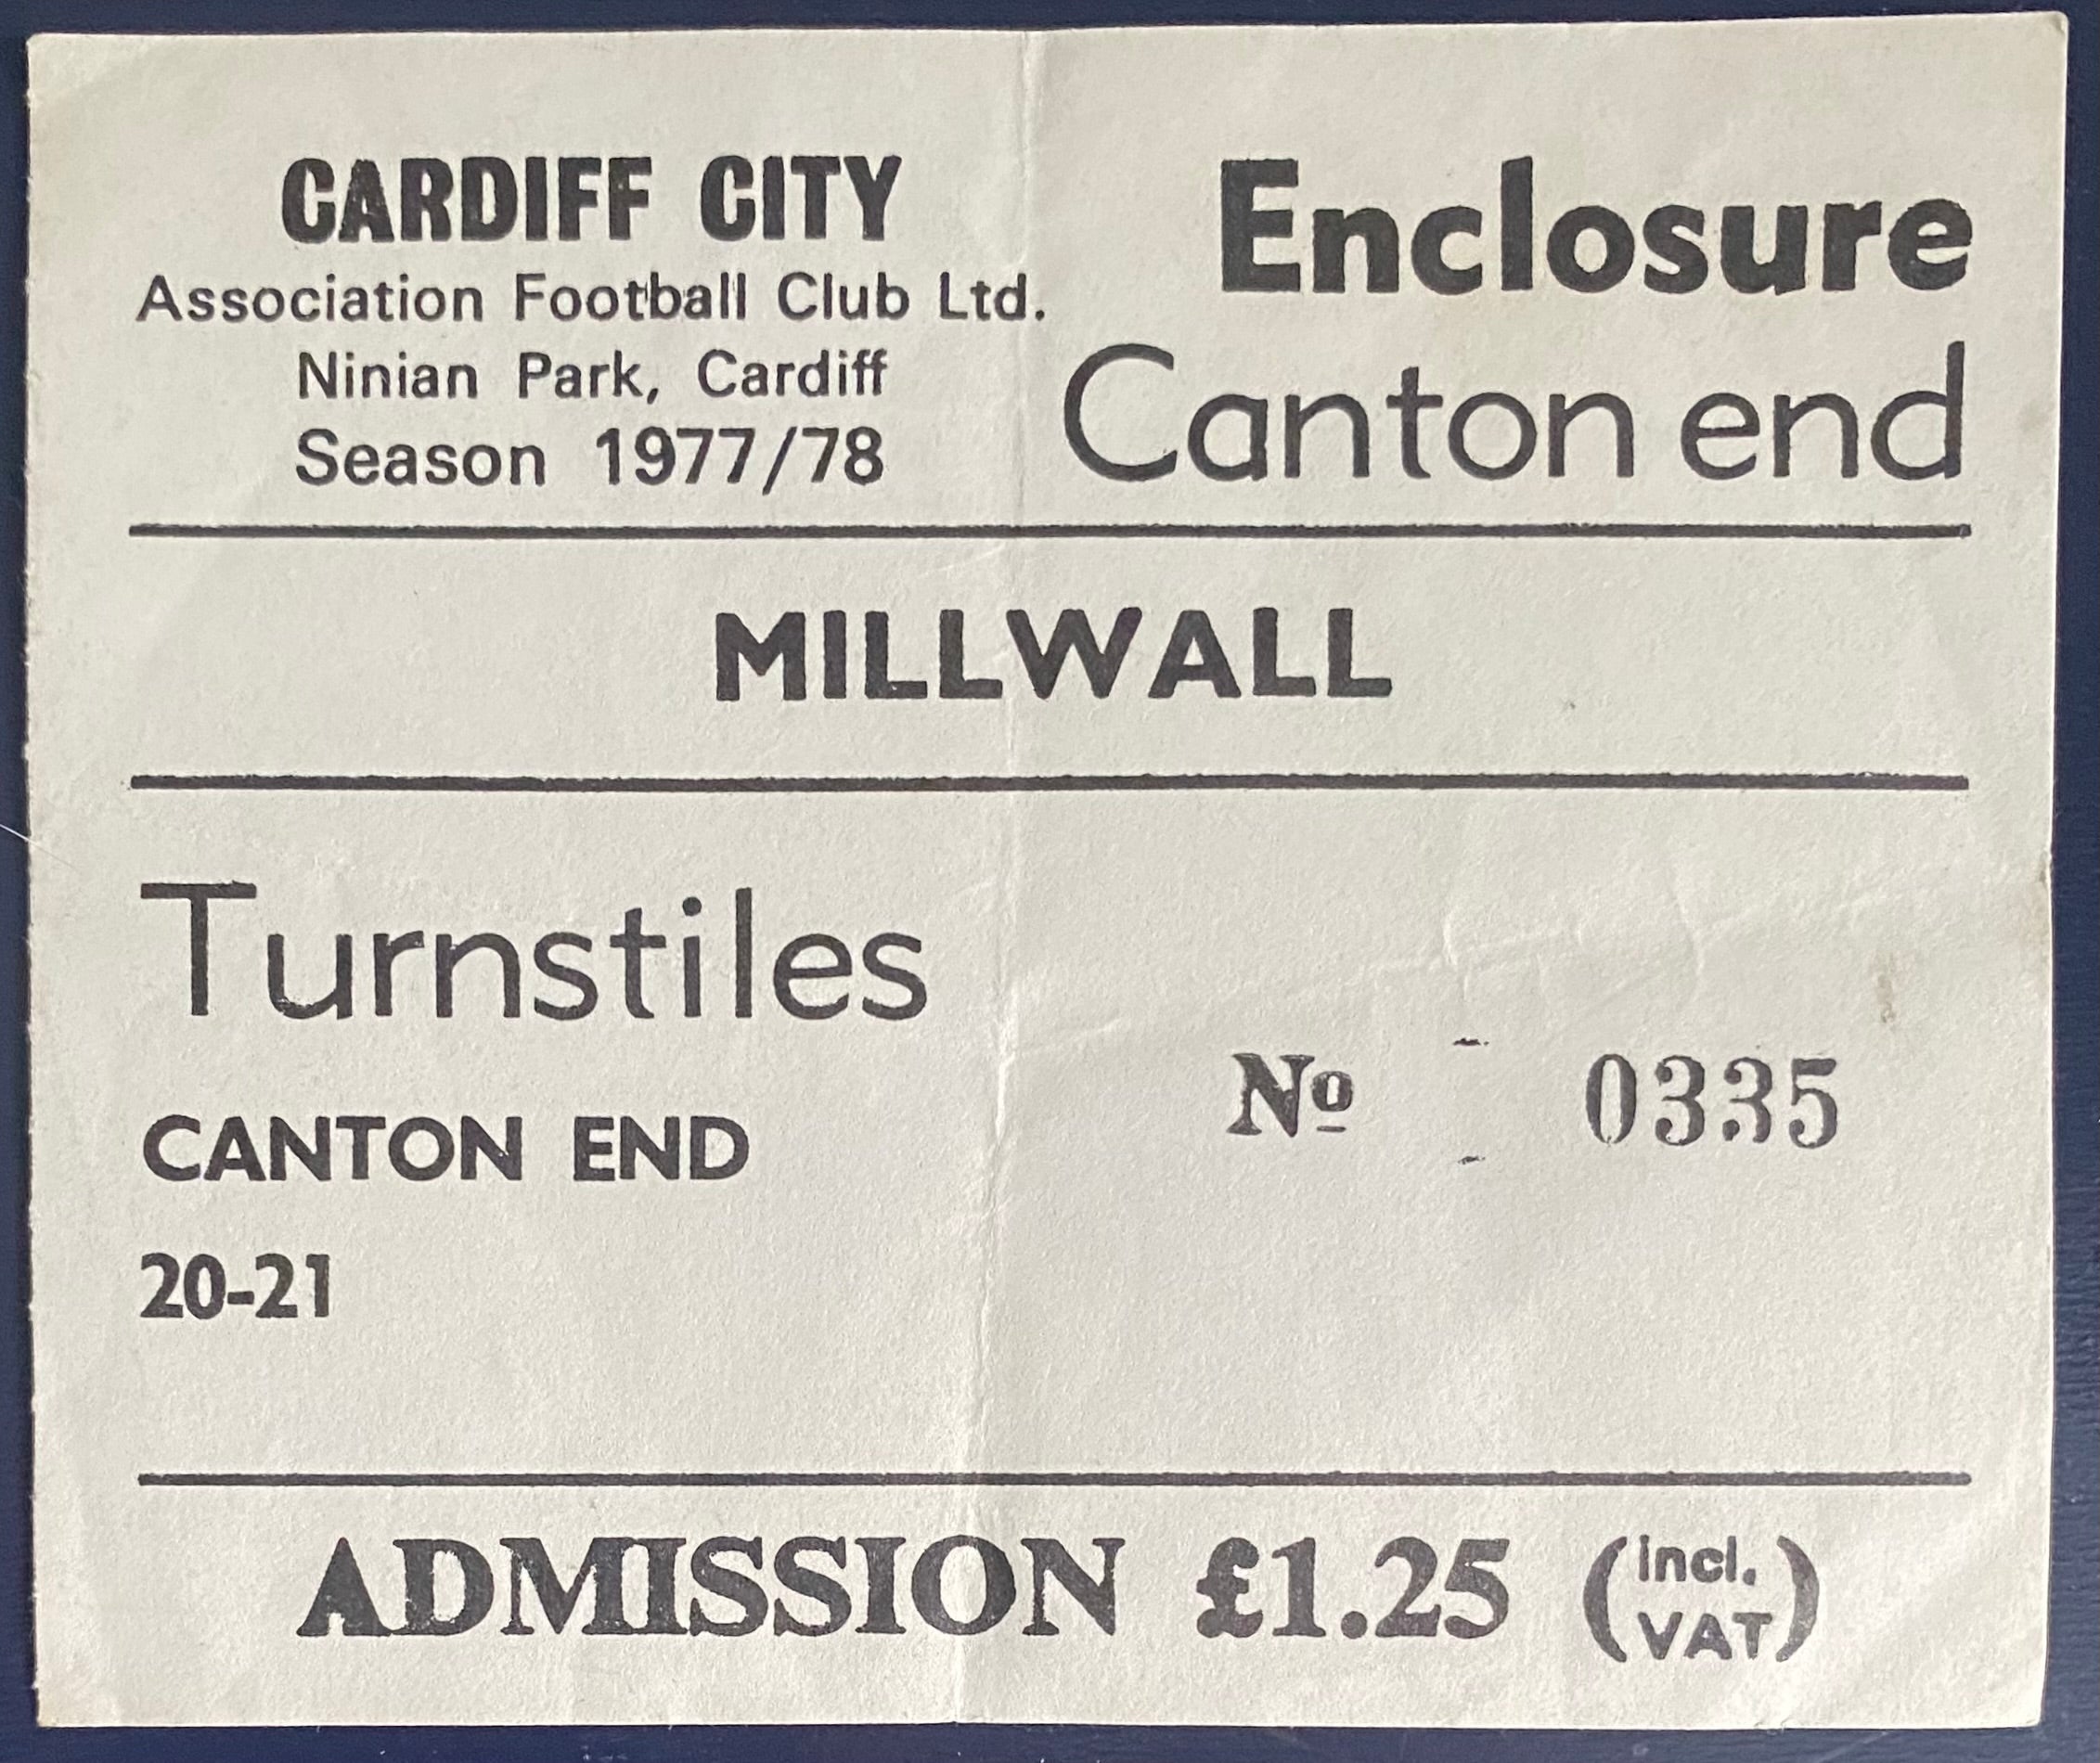 CARDIFF CITY
Association Football Club Ltd.
Ninian Park, Cardiff
Season 1977/78
Enclosure
Canton end
MILLWALL
Turnstiles
CANTON END
20-21
Nº 0335
ADMISSION £1.25 (incl. VAT)